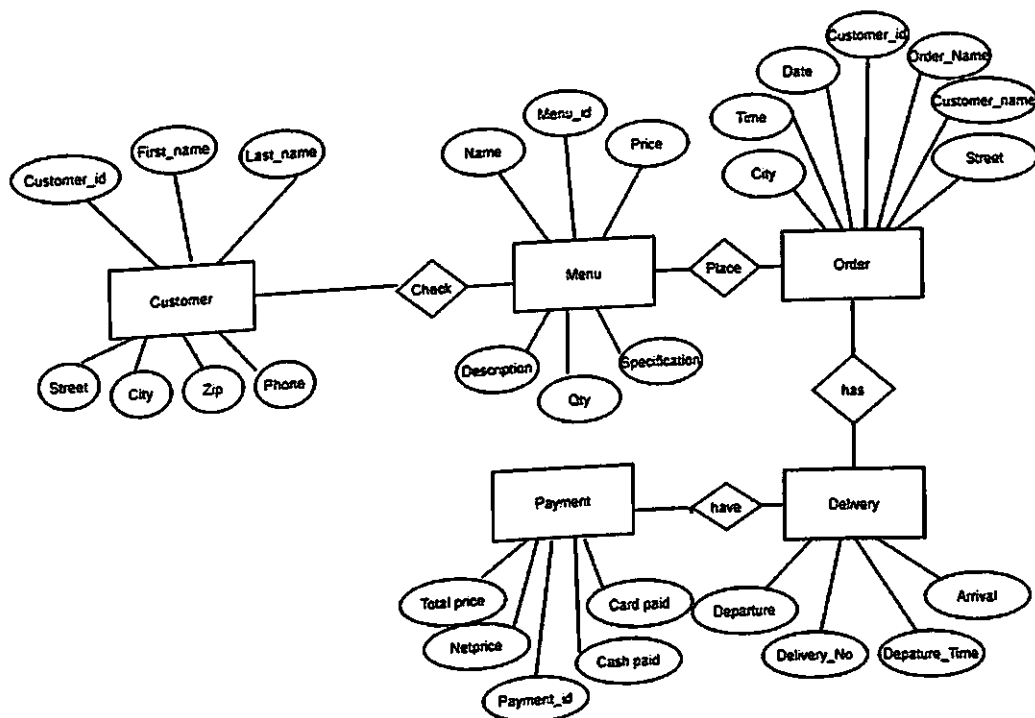 Customer_id
Order_Name
Date
Customer_name
Menu_id
Time
First_name
Name
Price
Last_name
Street
Customer_id
City
Menu
Place
Order
Customer
Check
Description
Specification
Street
City
Zip
Phone
Qty
has
Payment
have
Delivery
Total price
Card paid
Departure
Arrival
Netprice
Cash paid
Delivery_No
Depature_Time
Payment_id